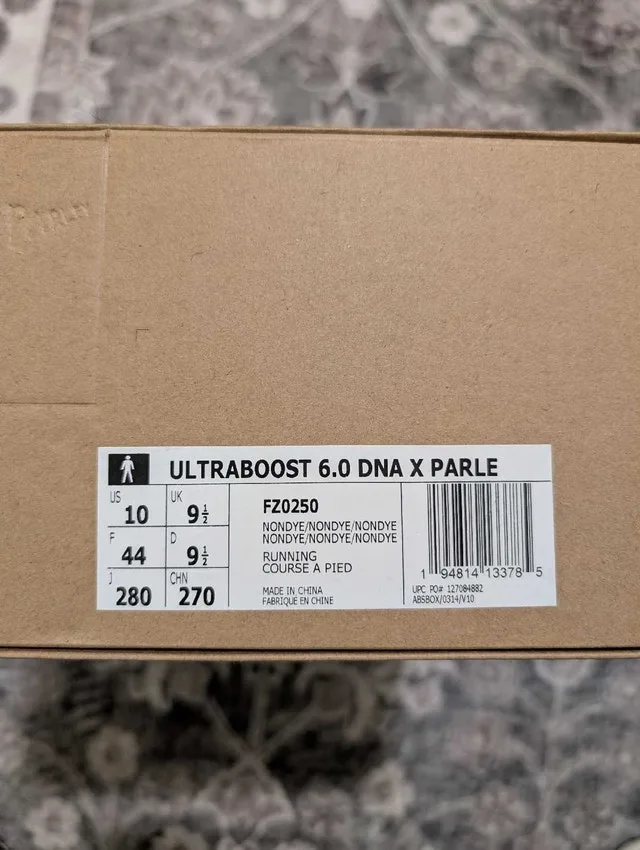 ULTRABOOST 6.0 DNA X PARLE
US 10 UK 9½
F 44 D 9½
J 280 CHN 270
FZ0250
NONDYE/NONDYE/NONDYE
NONDYE/NONDYE/NONDYE
RUNNING
COURSE A PIED
MADE IN CHINA
FABRIQUÉ EN CHINE
1 94814 13378 5
UPC PO# 127084882
ABSBOX/0314/V10